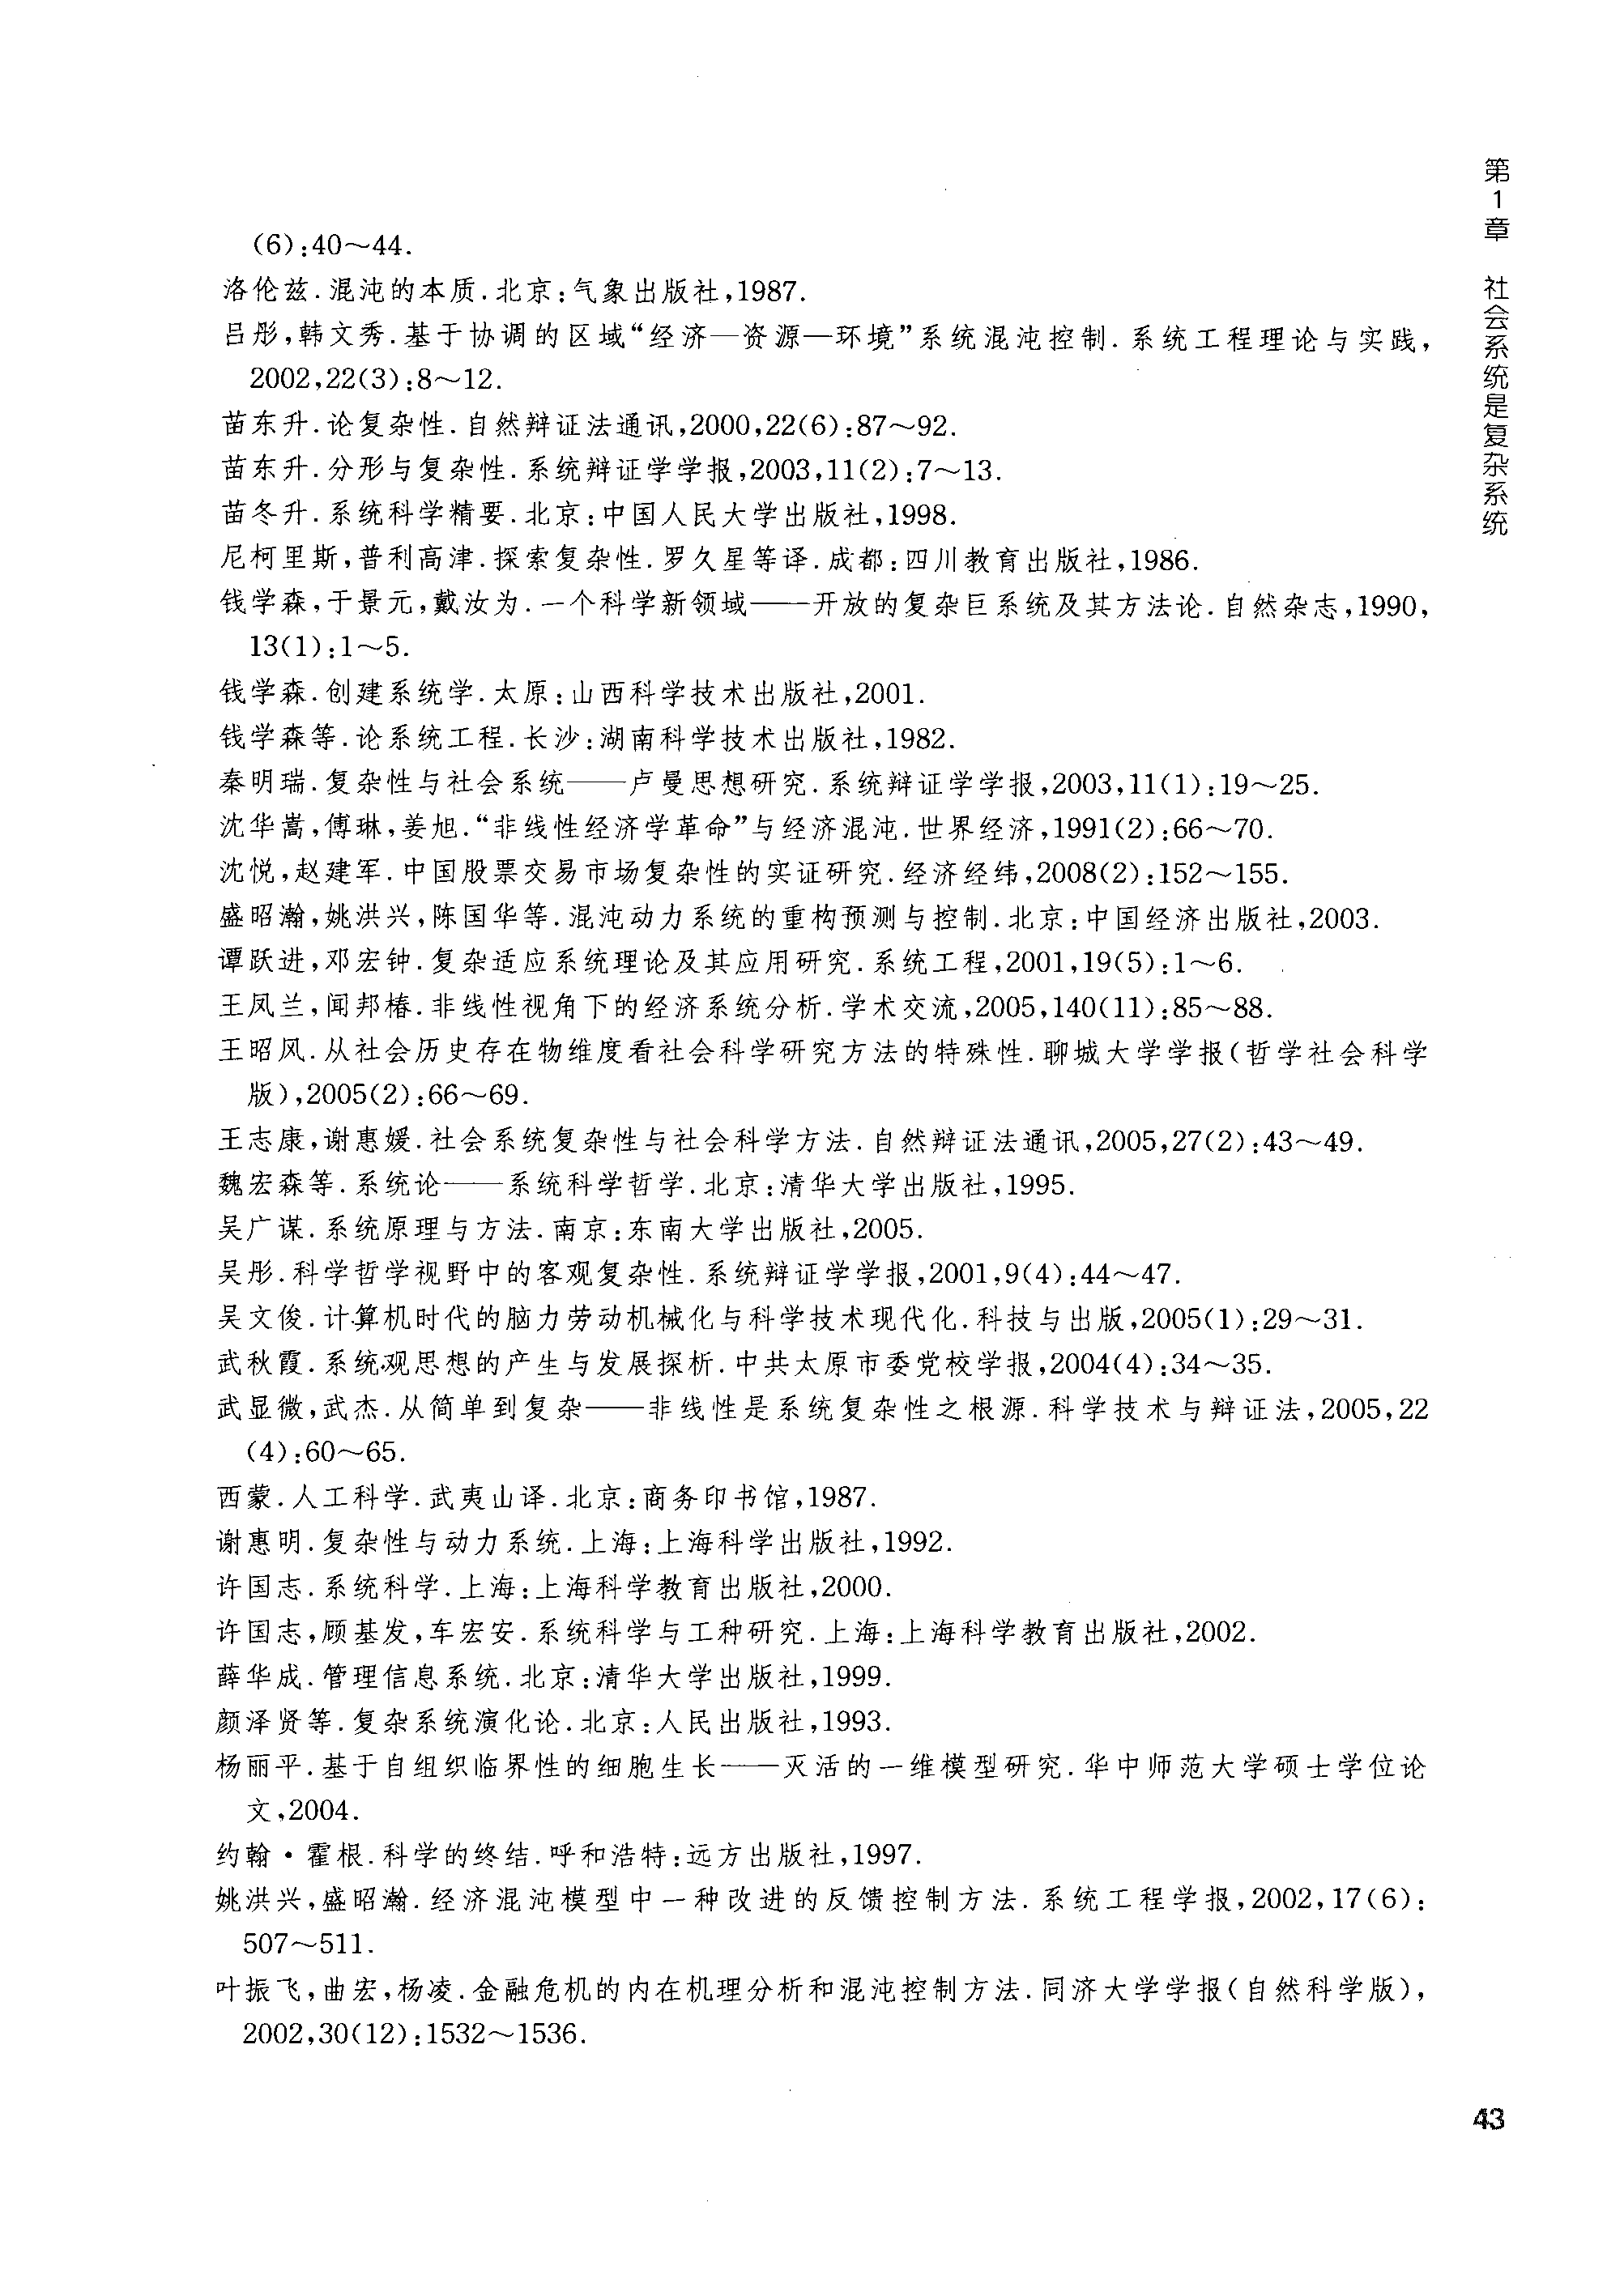 第1章　社会系统是复杂系统
(6):40～44.
洛伦兹.混沌的本质.北京:气象出版社,1987.
吕彤,韩文秀.基于协调的区域“经济—资源—环境”系统混沌控制.系统工程理论与实践,
2002,22(3):8～12.
苗东升.论复杂性.自然辩证法通讯,2000,22(6):87～92.
苗东升.分形与复杂性.系统辩证学学报,2003,11(2):7～13.
苗冬升.系统科学精要.北京:中国人民大学出版社,1998.
尼柯里斯,普利高津.探索复杂性.罗久星等译.成都:四川教育出版社,1986.
钱学森,于景元,戴汝为.一个科学新领域——开放的复杂巨系统及其方法论.自然杂志,1990,
13(1):1～5.
钱学森.创建系统学.太原:山西科学技术出版社,2001.
钱学森等.论系统工程.长沙:湖南科学技术出版社,1982.
秦明瑞.复杂性与社会系统——卢曼思想研究.系统辩证学学报,2003,11(1):19～25.
沈华嵩,傅琳,姜旭.“非线性经济学革命”与经济混沌.世界经济,1991(2):66～70.
沈悦,赵建军.中国股票交易市场复杂性的实证研究.经济经纬,2008(2):152～155.
盛昭瀚,姚洪兴,陈国华等.混沌动力系统的重构预测与控制.北京:中国经济出版社,2003.
谭跃进,邓宏钟.复杂适应系统理论及其应用研究.系统工程,2001,19(5):1～6.
王凤兰,闻邦椿.非线性视角下的经济系统分析.学术交流,2005,140(11):85～88.
王昭风.从社会历史存在物维度看社会科学研究方法的特殊性.聊城大学学报(哲学社会科学
版),2005(2):66～69.
王志康,谢惠媛.社会系统复杂性与社会科学方法.自然辩证法通讯,2005,27(2):43～49.
魏宏森等.系统论——系统科学哲学.北京:清华大学出版社,1995.
吴广谋.系统原理与方法.南京:东南大学出版社,2005.
吴彤.科学哲学视野中的客观复杂性.系统辩证学学报,2001,9(4):44～47.
吴文俊.计算机时代的脑力劳动机械化与科学技术现代化.科技与出版,2005(1):29～31.
武秋霞.系统观思想的产生与发展探析.中共太原市委党校学报,2004(4):34～35.
武显微,武杰.从简单到复杂——非线性是系统复杂性之根源.科学技术与辩证法,2005,22
(4):60～65.
西蒙.人工科学.武夷山译.北京:商务印书馆,1987.
谢惠明.复杂性与动力系统.上海:上海科学出版社,1992.
许国志.系统科学.上海:上海科学教育出版社,2000.
许国志,顾基发,车宏安.系统科学与工种研究.上海:上海科学教育出版社,2002.
薛华成.管理信息系统.北京:清华大学出版社,1999.
颜泽贤等.复杂系统演化论.北京:人民出版社,1993.
杨丽平.基于自组织临界性的细胞生长——灭活的一维模型研究.华中师范大学硕士学位论
文,2004.
约翰·霍根.科学的终结.呼和浩特:远方出版社,1997.
姚洪兴,盛昭瀚.经济混沌模型中一种改进的反馈控制方法.系统工程学报,2002,17(6):
507～511.
叶振飞,曲宏,杨凌.金融危机的内在机理分析和混沌控制方法.同济大学学报(自然科学版),
2002,30(12):1532～1536.
43